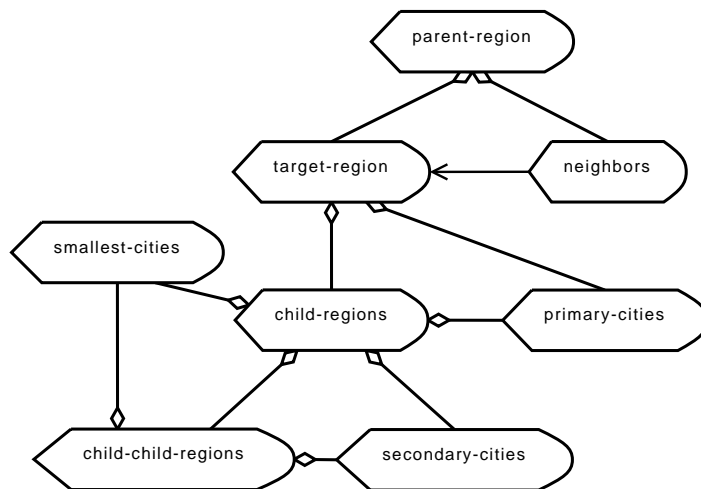 parent-region
target-region
neighbors
smallest-cities
child-regions
primary-cities
child-child-regions
secondary-cities